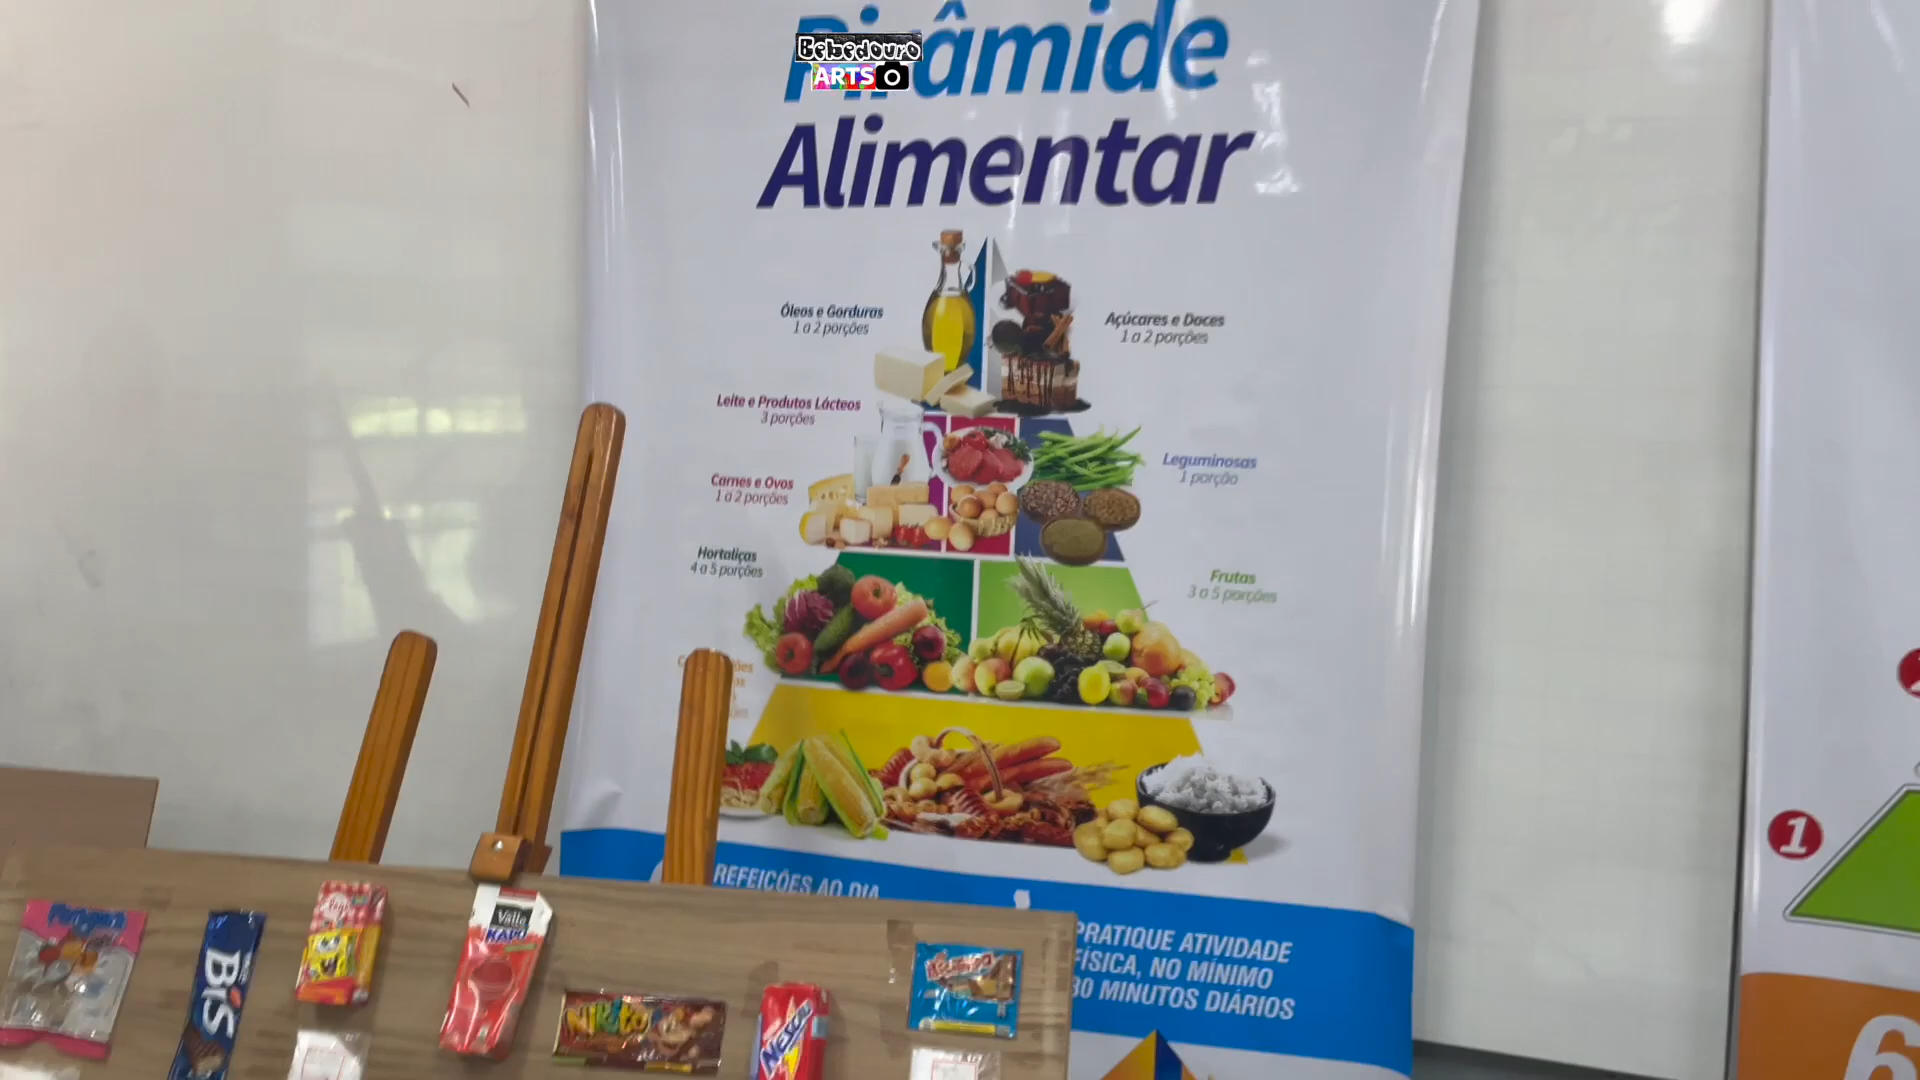 Bebedouro
ARTS
Pirâmide
Alimentar
Óleos e Gorduras
1 a 2 porções
Açúcares e Doces
1 a 2 porções
Leite e Produtos Lácteos
3 porções
Leguminosas
1 porção
Carnes e Ovos
1 a 2 porções
Hortaliças
4 a 5 porções
Frutas
3 a 5 porções
1
REFEIÇÕES AO DIA
PRATIQUE ATIVIDADE
FÍSICA, NO MÍNIMO
30 MINUTOS DIÁRIOS
6
BIS
Valle
KAPO
NESCAU